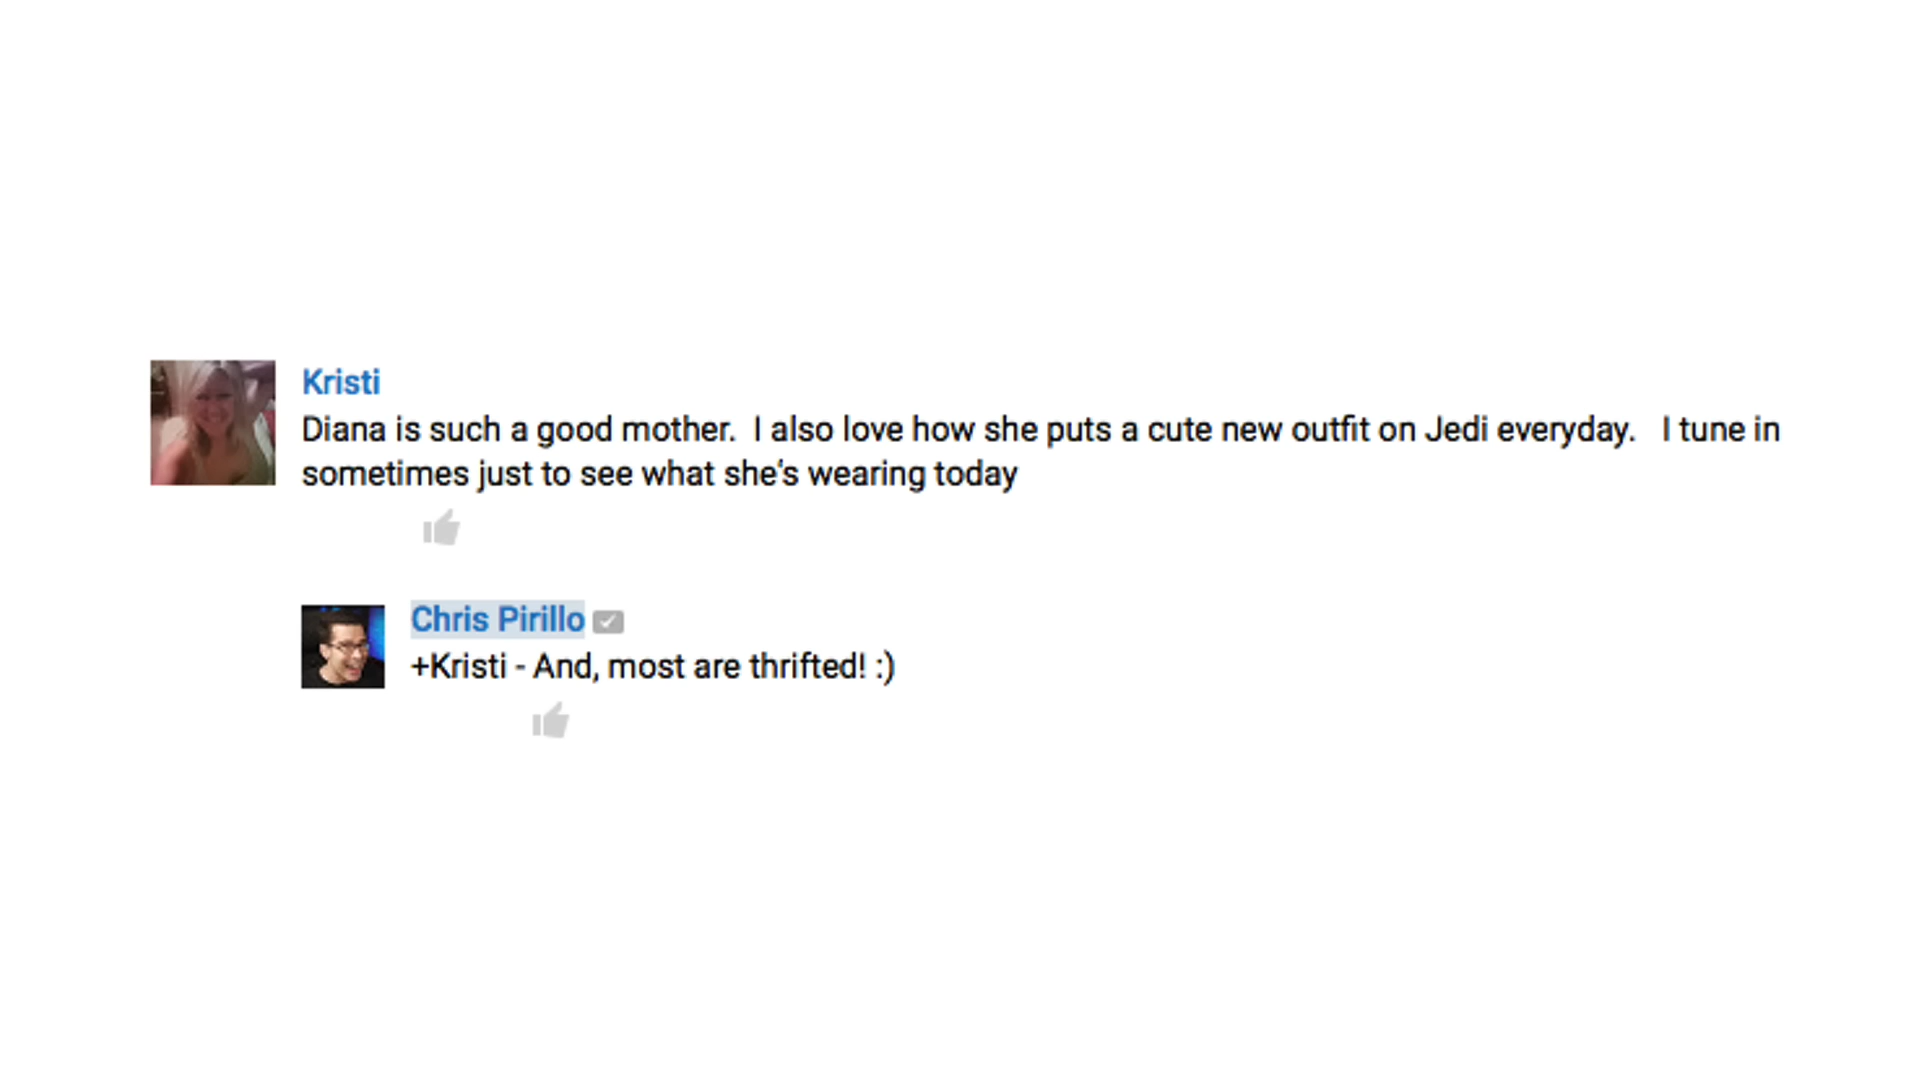 Kristi
Diana is such a good mother.  I also love how she puts a cute new outfit on Jedi everyday.   I tune in
sometimes just to see what she's wearing today
Chris Pirillo
+Kristi - And, most are thrifted! :)